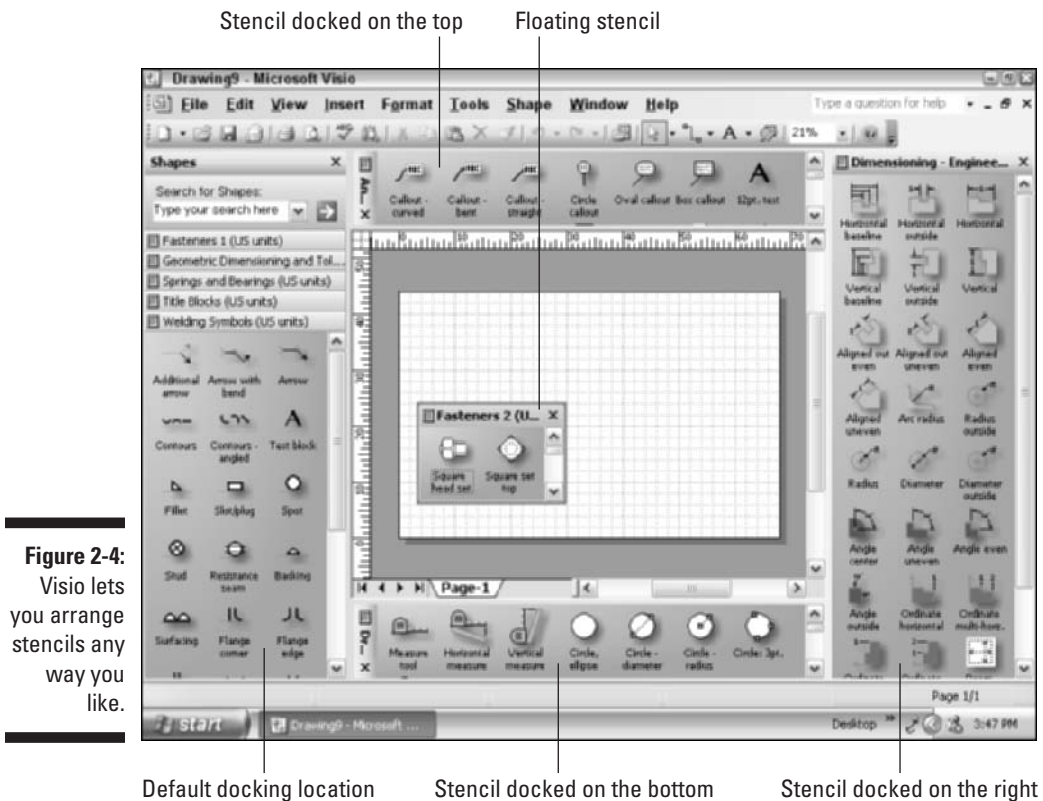 Stencil docked on the top
Floating stencil
Drawing9 - Microsoft Visio
File Edit View Insert Format Tools Shape Window Help
Type a question for help
21%
Shapes
Search for Shapes:
Type your search here
Fasteners 1 (US units)
Geometric Dimensioning and Tol...
Springs and Bearings (US units)
Title Blocks (US units)
Welding Symbols (US units)
Additional arrow
Arrow with bend
Arrow
Contours
Contours - angled
Text block
Fillet
Slot/plug
Spot
Stud
Resistance seam
Backing
Surfacing
Flange corner
Flange edge
An...
Callout - curved
Callout - bent
Callout - straight
Circle callout
Oval callout
Box callout
12pt. text
Fasteners 2 (U...
Square head set
Square set top
Page-1
Dr...
Measure tool
Horizontal measure
Vertical measure
Circle, ellipse
Circle - diameter
Circle - radius
Circle: 3pt.
Dimensioning - Enginee...
Horizontal baseline
Horizontal outside
Horizontal
Vertical baseline
Vertical outside
Vertical
Aligned out even
Aligned out uneven
Aligned even
Aligned uneven
Arc radius
Radius outside
Radius
Diameter
Diameter outside
Angle center
Angle uneven
Angle even
Angle outside
Ordinate horizontal
Ordinate multi-horiz.
Page 1/1
start
Drawing9 - Microsoft ...
Desktop
3:47 PM
Figure 2-4:
Visio lets
you arrange
stencils any
way you
like.
Default docking location
Stencil docked on the bottom
Stencil docked on the right